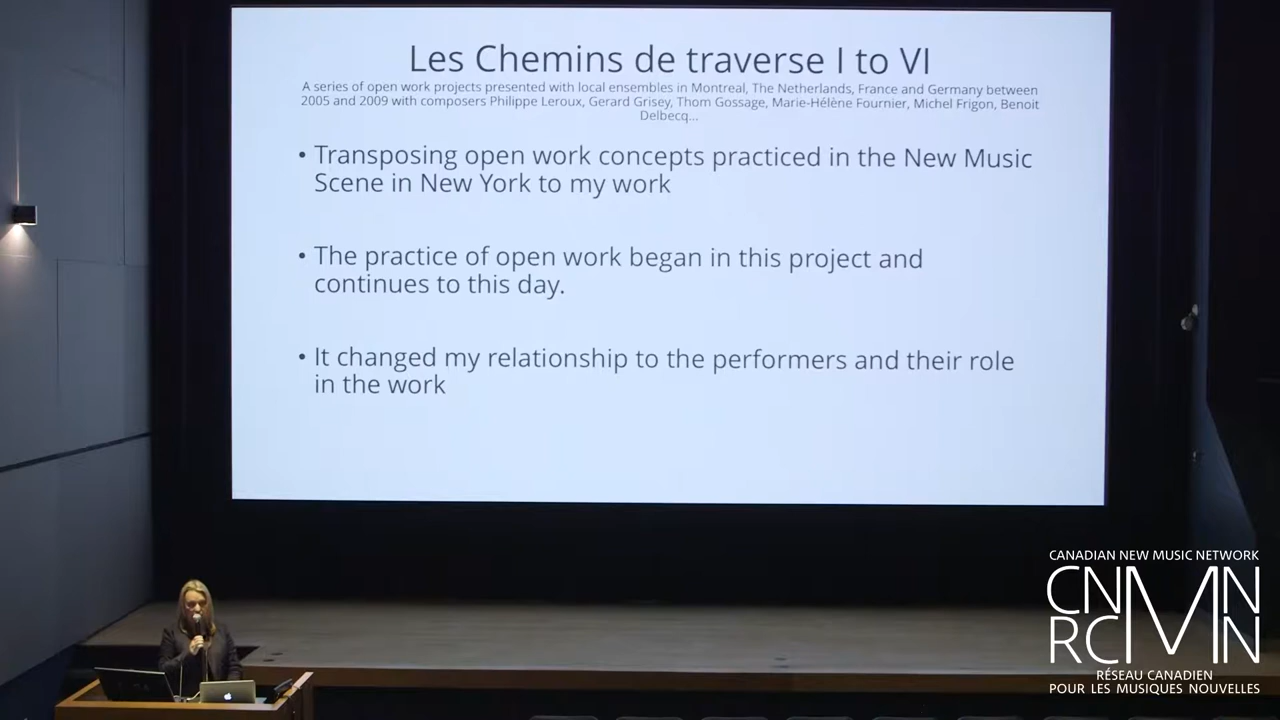 Les Chemins de traverse I to VI
A series of open work projects presented with local ensembles in Montreal, The Netherlands, France and Germany between
2005 and 2009 with composers Philippe Leroux, Gerard Grisey, Thom Gossage, Marie-Hélène Fournier, Michel Frigon, Benoit
Delbecq...
• Transposing open work concepts practiced in the New Music
Scene in New York to my work
• The practice of open work began in this project and
continues to this day.
• It changed my relationship to the performers and their role
in the work
CANADIAN NEW MUSIC NETWORK
CNMN
RCMN
RÉSEAU CANADIEN
POUR LES MUSIQUES NOUVELLES